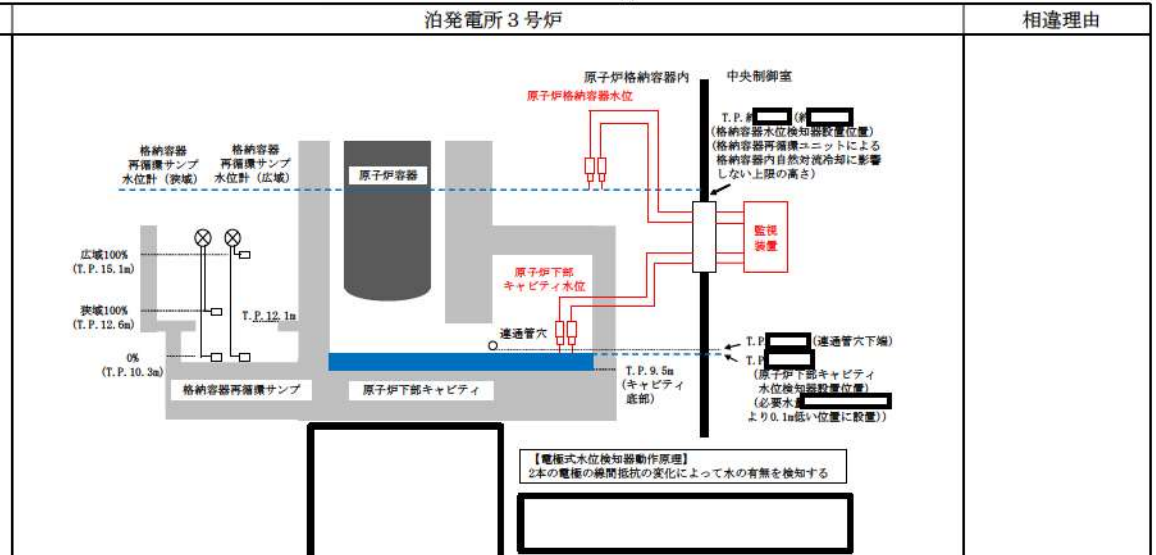 泊発電所３号炉
相違理由
原子炉格納容器内
中央制御室
原子炉格納容器水位
T.P.約
(約
(格納容器水位検知器設置位置)
(格納容器再循環ユニットによる
格納容器内自然対流冷却に影響
しない上限の高さ)
格納容器
再循環サンプ
水位計（狭域）
格納容器
再循環サンプ
水位計（広域）
原子炉容器
監視
装置
広域100%
(T.P.15.1m)
原子炉下部
キャビティ水位
狭域100%
(T.P.12.6m)
T.P.12.1m
連通管穴
T.P.
(連通管穴下端)
0%
(T.P.10.3m)
T.P.
(原子炉下部キャビティ
水位検知器設置位置)
(必要水量
より0.1m低い位置に設置))
T.P.9.5m
(キャビティ
底部)
格納容器再循環サンプ
原子炉下部キャビティ
【電極式水位検知器動作原理】
2本の電極の線間抵抗の変化によって水の有無を検知する